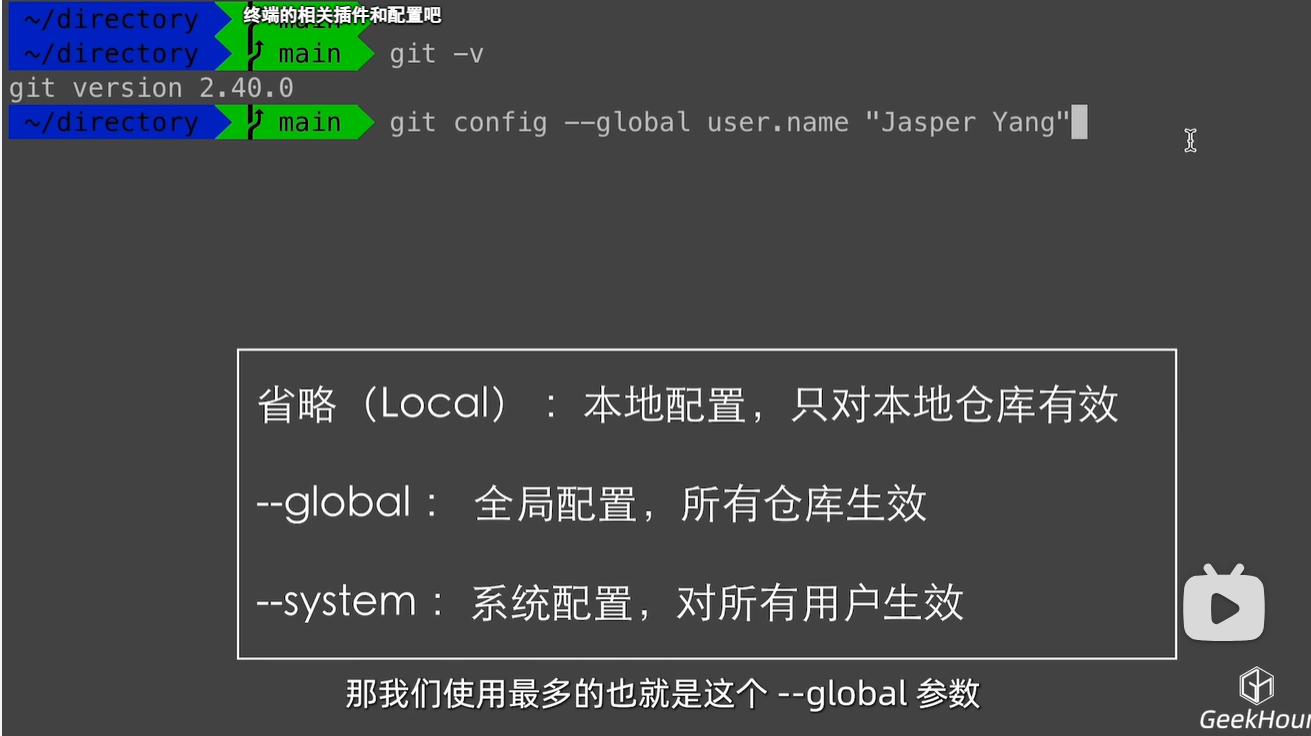 ~/directory main
终端的相关插件和配置吧
~/directory main git -v
git version 2.40.0
~/directory main git config --global user.name "Jasper Yang"
省略（Local）：本地配置，只对本地仓库有效
--global： 全局配置，所有仓库生效
--system：系统配置，对所有用户生效
那我们使用最多的也就是这个 --global 参数
GeekHour